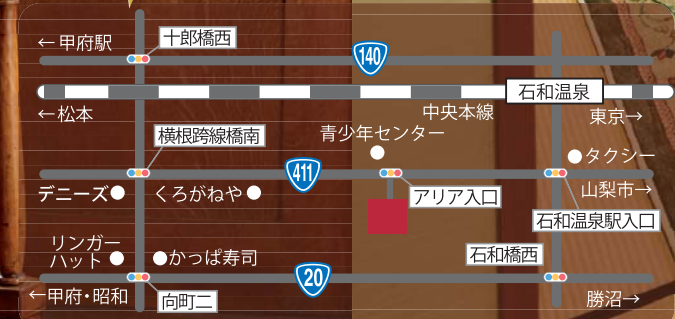 ←甲府駅
十郎橋西
140
石和温泉
←松本
中央本線
東京→
横根跨線橋南
青少年センター
タクシー
411
デニーズ
くろがねや
アリア入口
山梨市→
石和温泉駅入口
リンガー
ハット
かっぱ寿司
石和橋西
20
←甲府・昭和
向町二
勝沼→